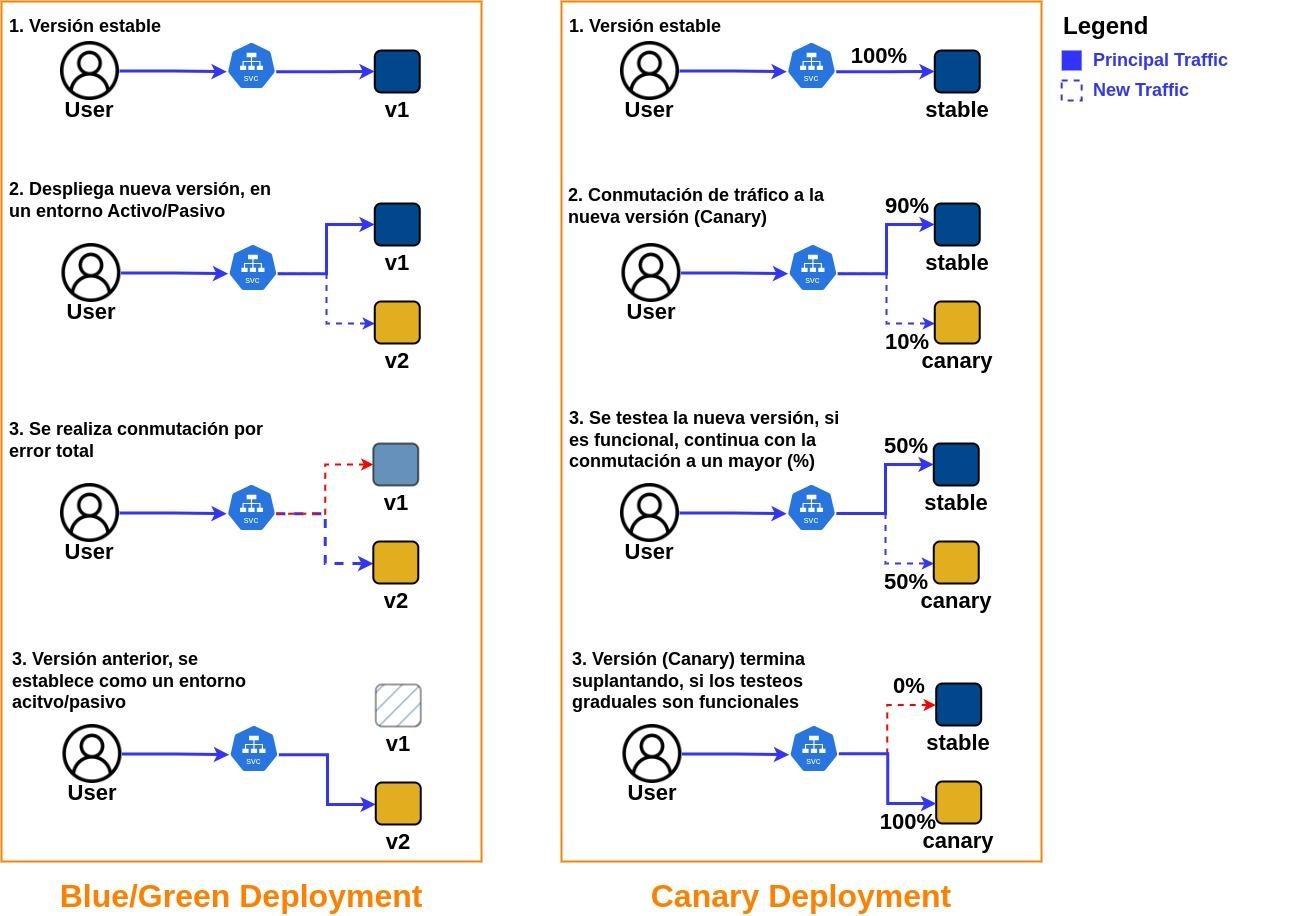 1. Versión estable
svc
User
v1
2. Despliega nueva versión, en
un entorno Activo/Pasivo
v1
svc
User
v2
3. Se realiza conmutación por
error total
v1
svc
User
v2
3. Versión anterior, se
establece como un entorno
acitvo/pasivo
v1
svc
User
v2
Blue/Green Deployment
1. Versión estable
100%
svc
User
stable
2. Conmutación de tráfico a la
nueva versión (Canary)
90%
stable
svc
User
10%
canary
3. Se testea la nueva versión, si
es funcional, continua con la
conmutación a un mayor (%)
50%
stable
svc
User
50%
canary
3. Versión (Canary) termina
suplantando, si los testeos
graduales son funcionales
0%
stable
svc
User
100%
canary
Canary Deployment
Legend
Principal Traffic
New Traffic